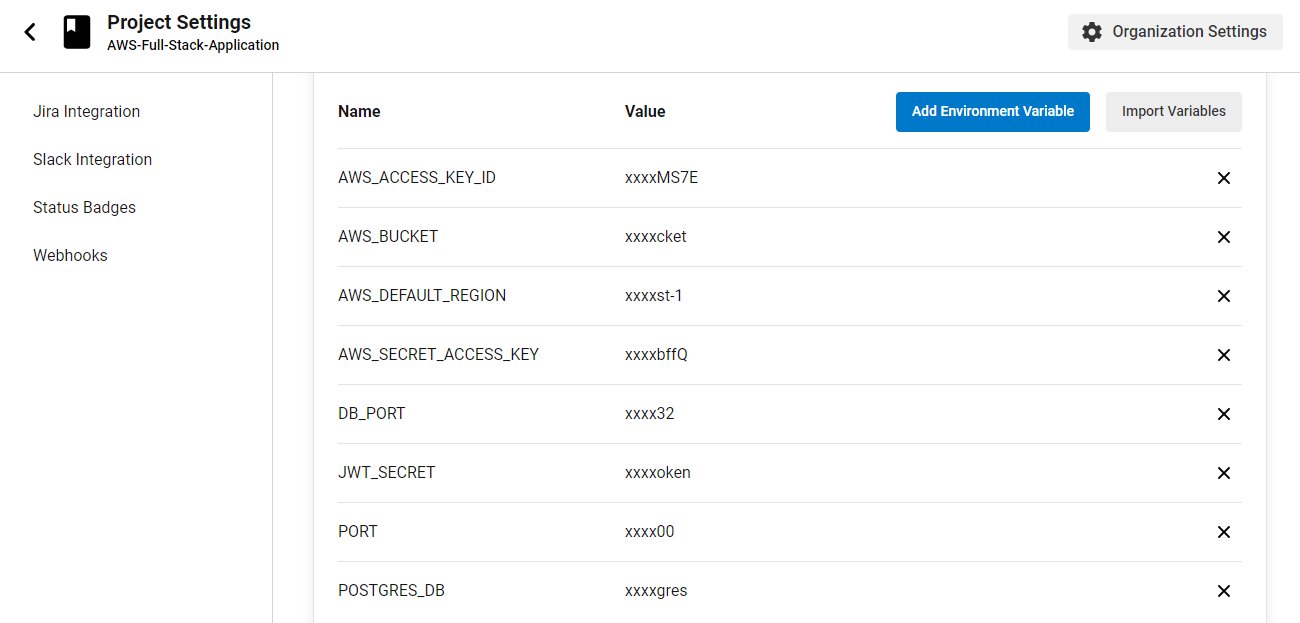 Project Settings
AWS-Full-Stack-Application
Organization Settings
Jira Integration
Slack Integration
Status Badges
Webhooks
Name Value Add Environment Variable Import Variables
AWS_ACCESS_KEY_ID xxxxMS7E
AWS_BUCKET xxxxcket
AWS_DEFAULT_REGION xxxxst-1
AWS_SECRET_ACCESS_KEY xxxxbffQ
DB_PORT xxxx32
JWT_SECRET xxxxoken
PORT xxxx00
POSTGRES_DB xxxxgres